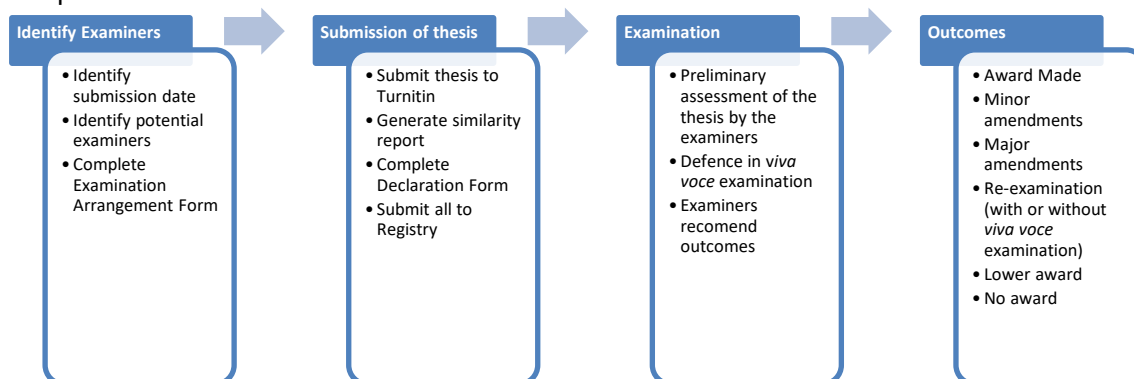 Identify Examiners
• Identify
submission date
• Identify potential
examiners
• Complete
Examination
Arrangement Form
Submission of thesis
• Submit thesis to
Turnitin
• Generate similarity
report
• Complete
Declaration Form
• Submit all to
Registry
Examination
• Preliminary
assessment of the
thesis by the
examiners
• Defence in viva
voce examination
• Examiners
recomend
outcomes
Outcomes
• Award Made
• Minor
amendments
• Major
amendments
• Re-examination
(with or without
viva voce
examination)
• Lower award
• No award